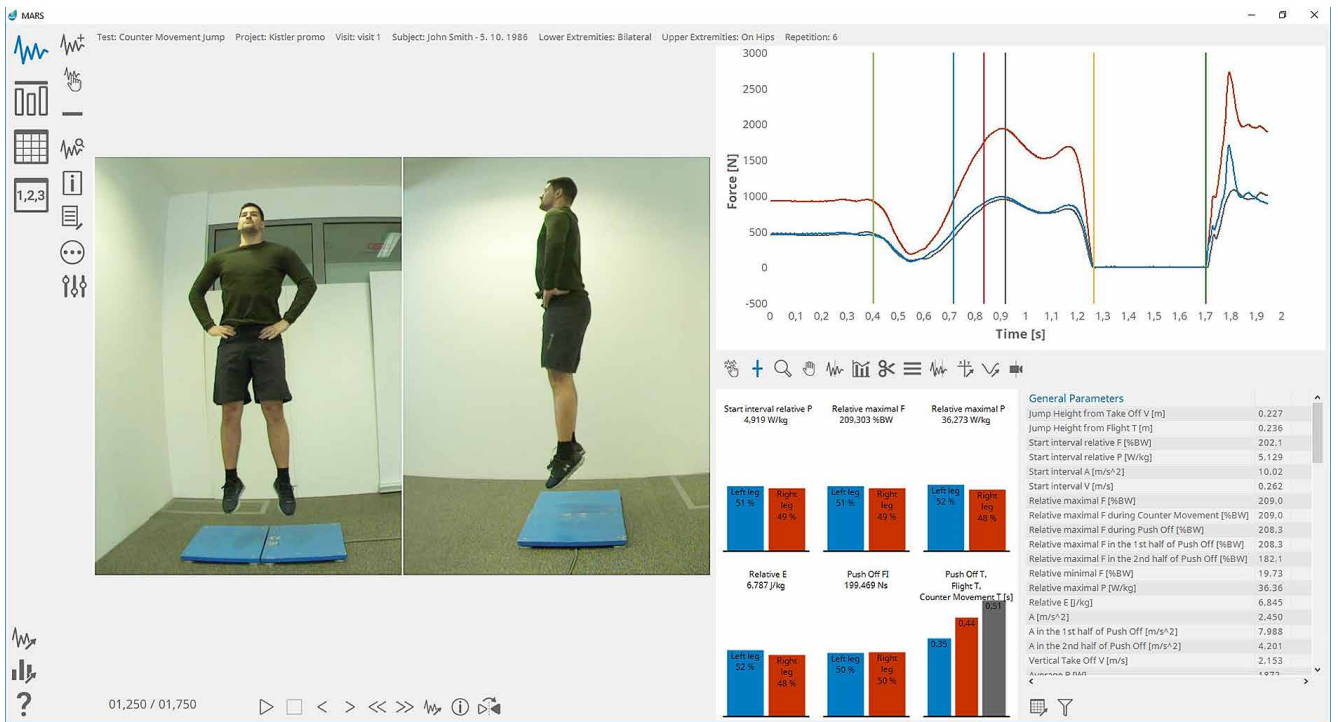 MARS
Test: Counter Movement Jump Project: Kistler promo Visit: visit 1 Subject: John Smith - 5. 10. 1986 Lower Extremities: Bilateral Upper Extremities: On Hips Repetition: 6
1,2,3
3000
2500
2000
1500
1000
500
0
-500
Force [N]
0 0,1 0,2 0,3 0,4 0,5 0,6 0,7 0,8 0,9 1 1,1 1,2 1,3 1,4 1,5 1,6 1,7 1,8 1,9 2
Time [s]
Start interval relative P
4,919 W/kg
Left leg
51 %
Right
leg
49 %
Relative maximal F
209,303 %BW
Left leg
51 %
Right
leg
49 %
Relative maximal P
36,273 W/kg
Left leg
52 %
Right
leg
48 %
Relative E
6.787 J/kg
Left leg
52 %
Right
leg
48 %
Push Off FI
199.469 Ns
Left leg
50 %
Right
leg
50 %
Push Off T,
Flight T,
Counter Movement T [s]
0,35
0,44
0,51
General Parameters
Jump Height from Take Off V [m] 0.227
Jump Height from Flight T [m] 0.236
Start interval relative F [%BW] 202.1
Start interval relative P [W/kg] 5.129
Start interval A [m/s^2] 10.02
Start interval V [m/s] 0.262
Relative maximal F [%BW] 209.0
Relative maximal F during Counter Movement [%BW] 209.0
Relative maximal F during Push Off [%BW] 208.3
Relative maximal F in the 1st half of Push Off [%BW] 208.3
Relative maximal F in the 2nd half of Push Off [%BW] 182.1
Relative minimal F [%BW] 19.73
Relative maximal P [W/kg] 36.36
Relative E [J/kg] 6.845
A [m/s^2] 2.450
A in the 1st half of Push Off [m/s^2] 7.988
A in the 2nd half of Push Off [m/s^2] 4.201
Vertical Take Off V [m/s] 2.153
Average P [W] 1872
01,250 / 01,750